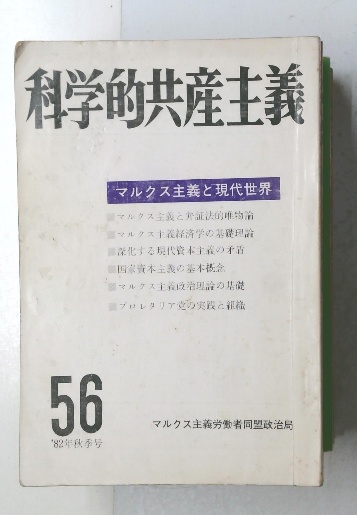 科学的共産主義
マルクス主義と現代世界
■マルクス主義と弁証法的唯物論
■マルクス主義経済学の基礎理論
■深化する現代資本主義の矛盾
■国家資本主義の基本概念
■マルクス主義政治理論の基礎
■プロレタリア党の実践と組織
56
'82年秋季号
マルクス主義労働者同盟政治局